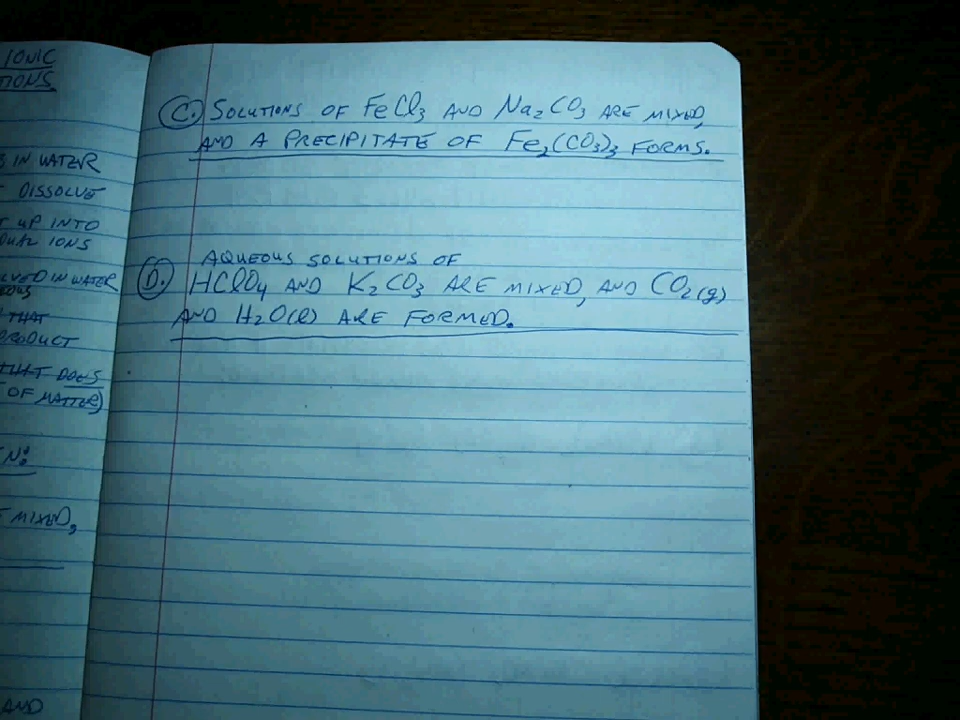 IONIC
TIONS
IN WATER
DISSOLVE
UP INTO
IONS
LVED IN WATER
THAT
PRODUCT
THAT DOES
OF MATTER)
N:
MIXED,
AND
C. SOLUTIONS OF FeCl3 AND Na2CO3 ARE MIXED,
AND A PRECIPITATE OF Fe2(CO3)3 FORMS.
AQUEOUS SOLUTIONS OF
D. HClO4 AND K2CO3 ARE MIXED, AND CO2(g)
AND H2O(l) ARE FORMED.